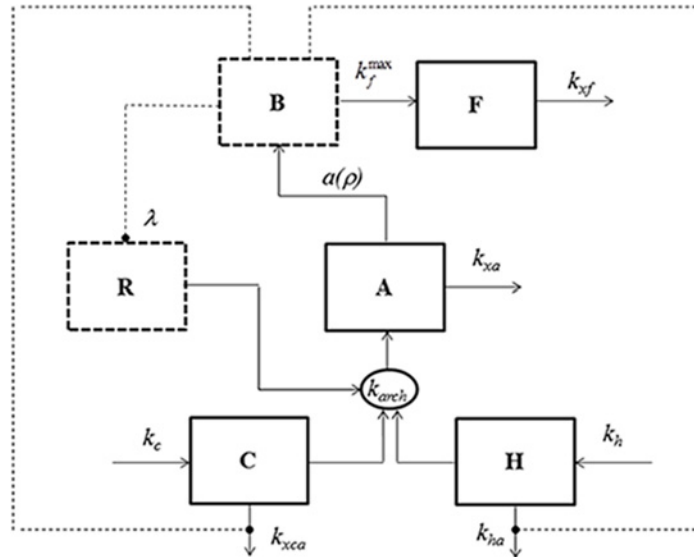 B
k_f^max
F
k_xf
a(ρ)
λ
R
A
k_xa
k_arch
k_c
C
k_xca
H
k_h
k_ha